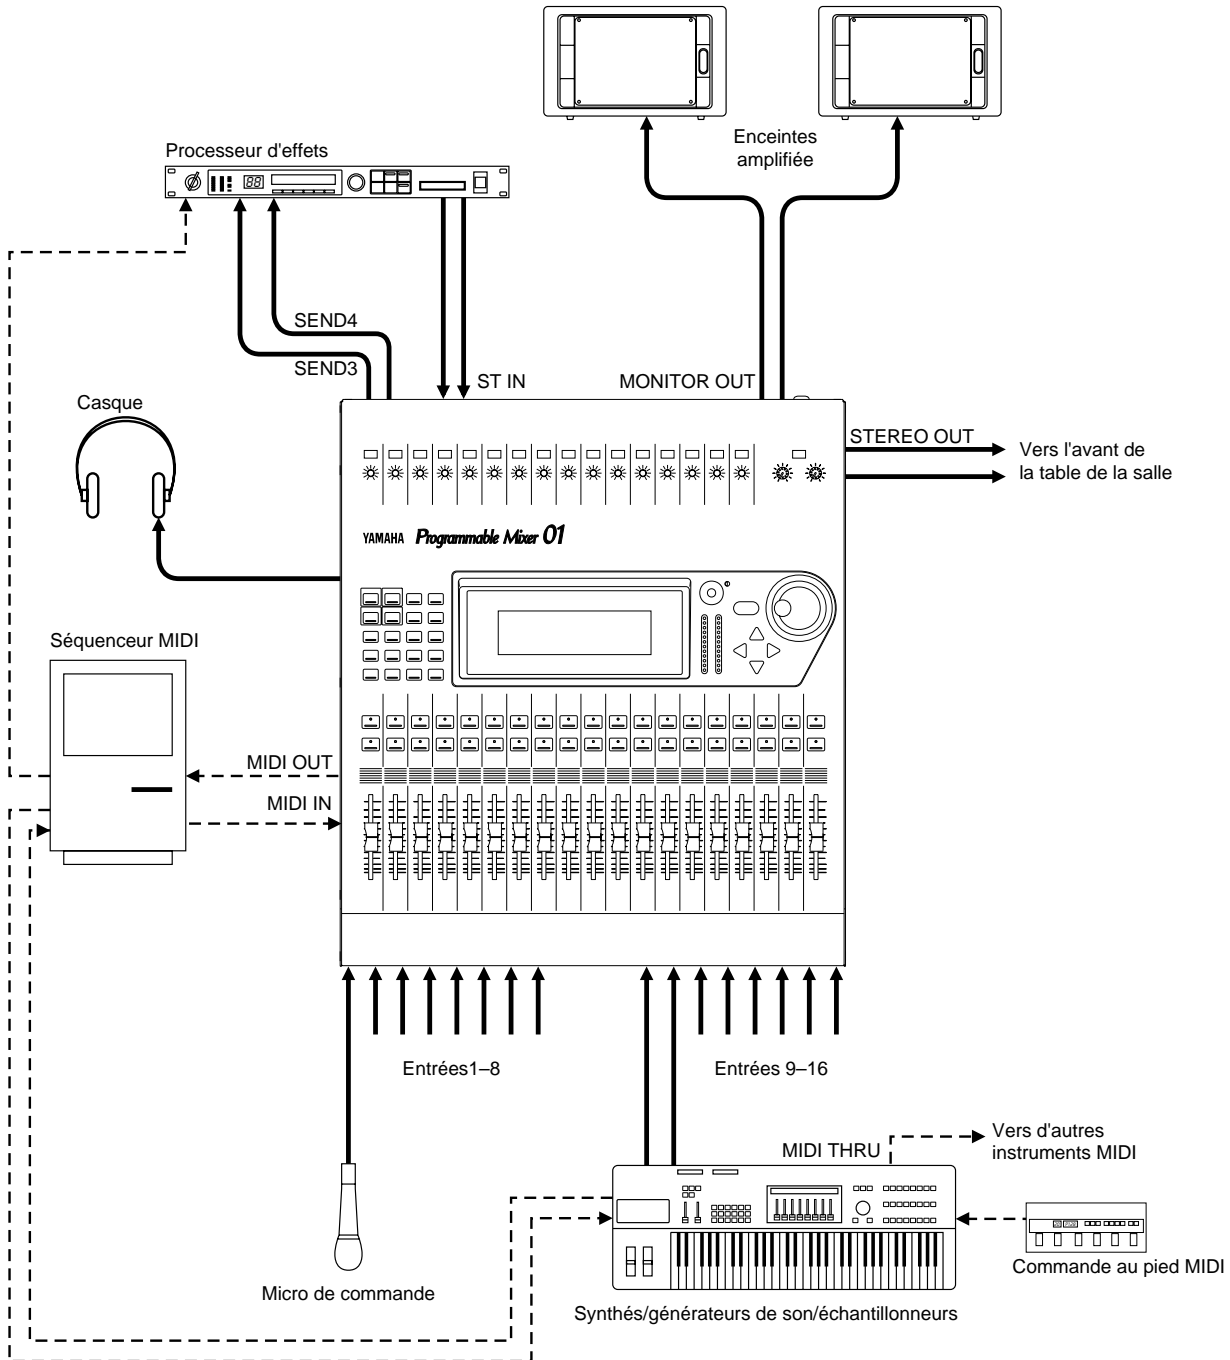 Enceintes
amplifiée
Processeur d'effets
SEND4
SEND3
ST IN
MONITOR OUT
Casque
STEREO OUT
Vers l'avant de
la table de la salle
YAMAHA Programmable Mixer 01
Séquenceur MIDI
MIDI OUT
MIDI IN
Entrées1–8
Entrées 9–16
MIDI THRU
Vers d'autres
instruments MIDI
Commande au pied MIDI
Micro de commande
Synthés/générateurs de son/échantillonneurs